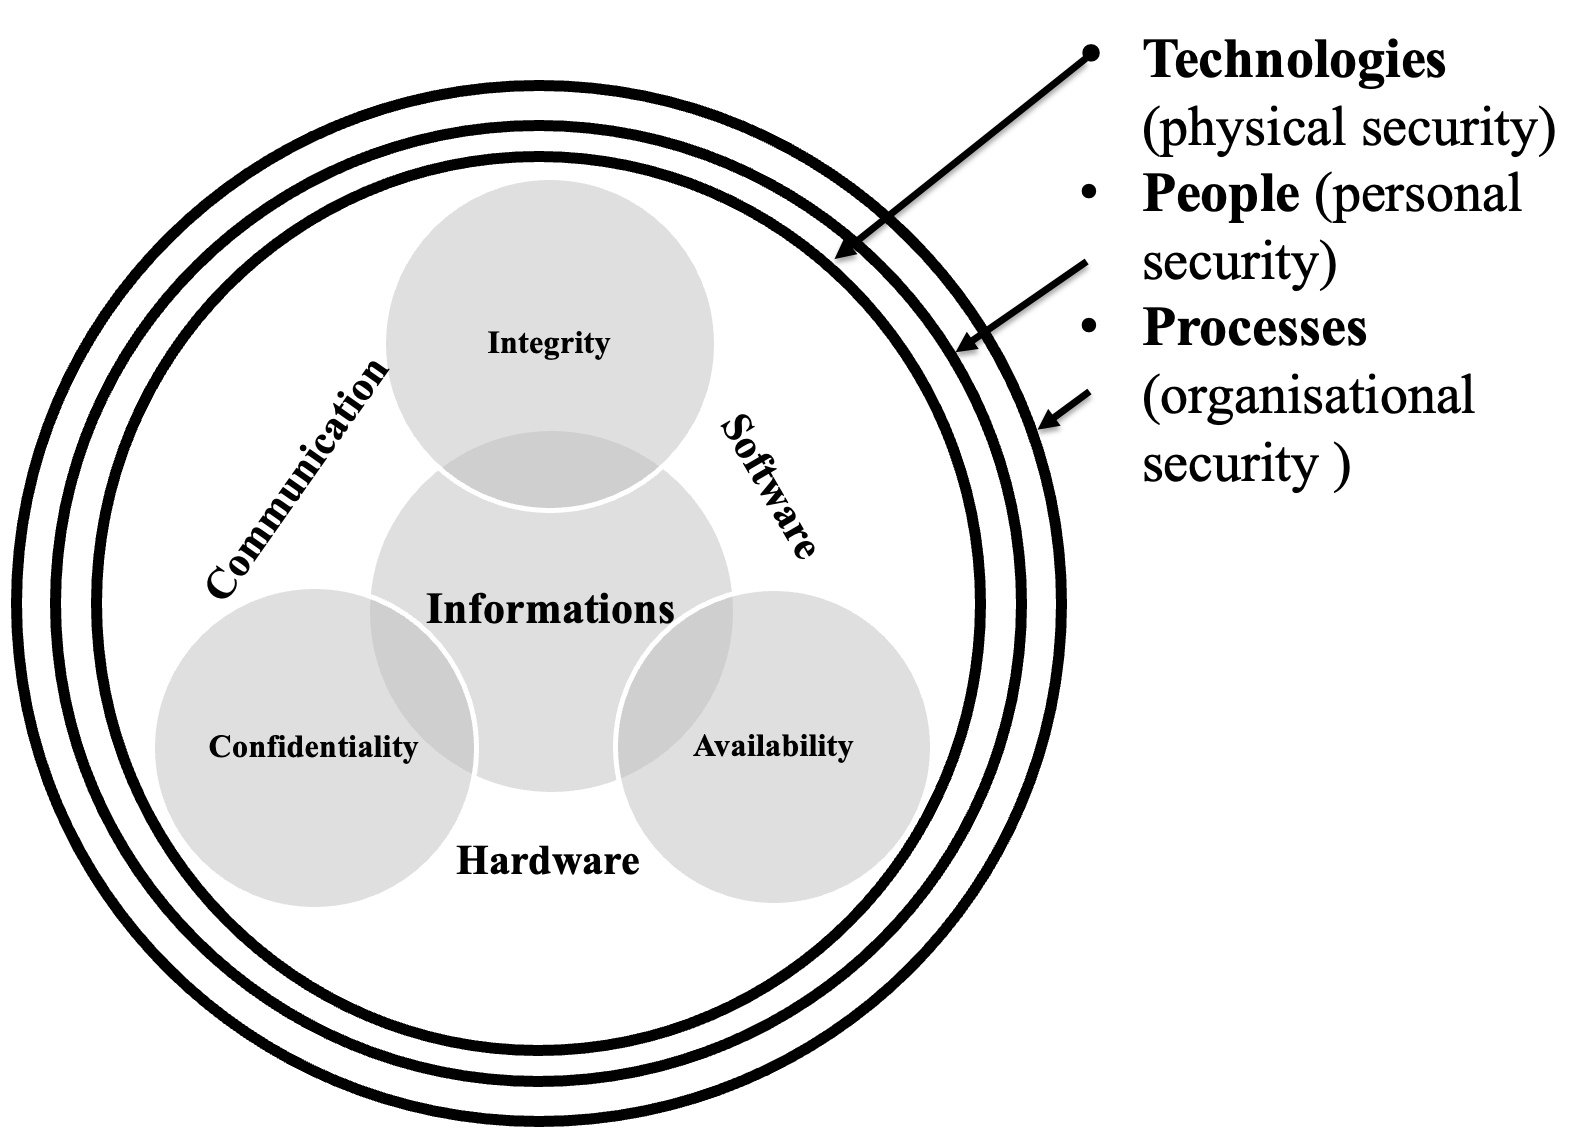 • Technologies
(physical security)
• People (personal
security)
• Processes
(organisational
security )
Integrity
Communication
Software
Informations
Confidentiality
Availability
Hardware